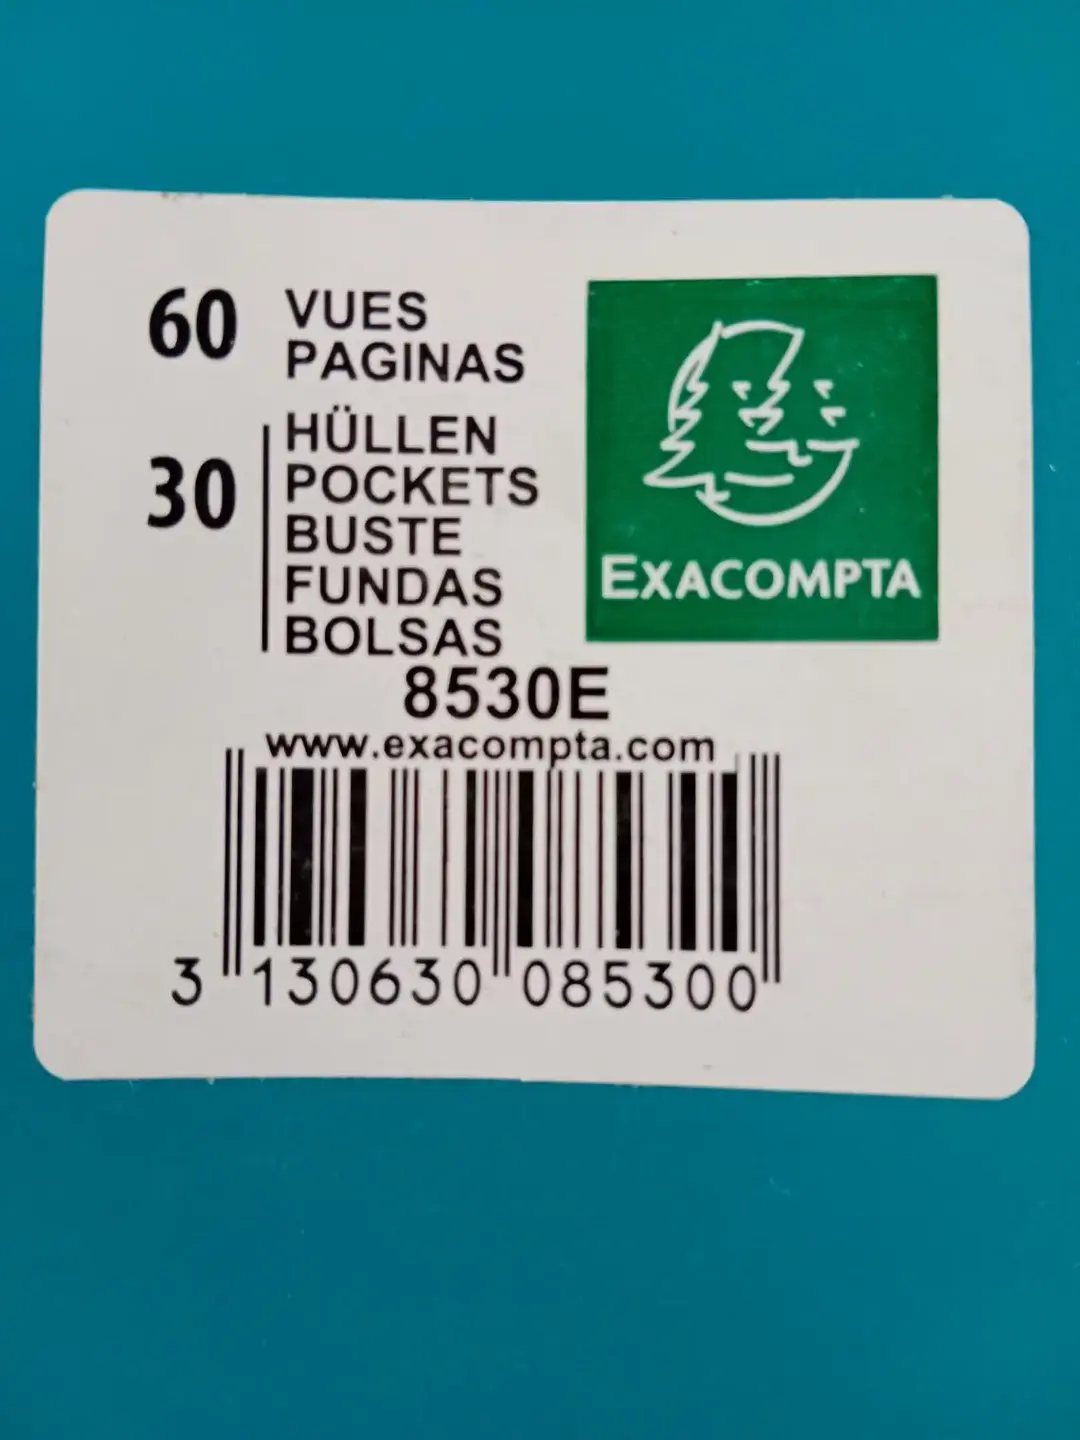 60 VUES
PAGINAS
30 HÜLLEN
POCKETS
BUSTE
FUNDAS
BOLSAS
EXACOMPTA
8530E
www.exacompta.com
3 130630 085300